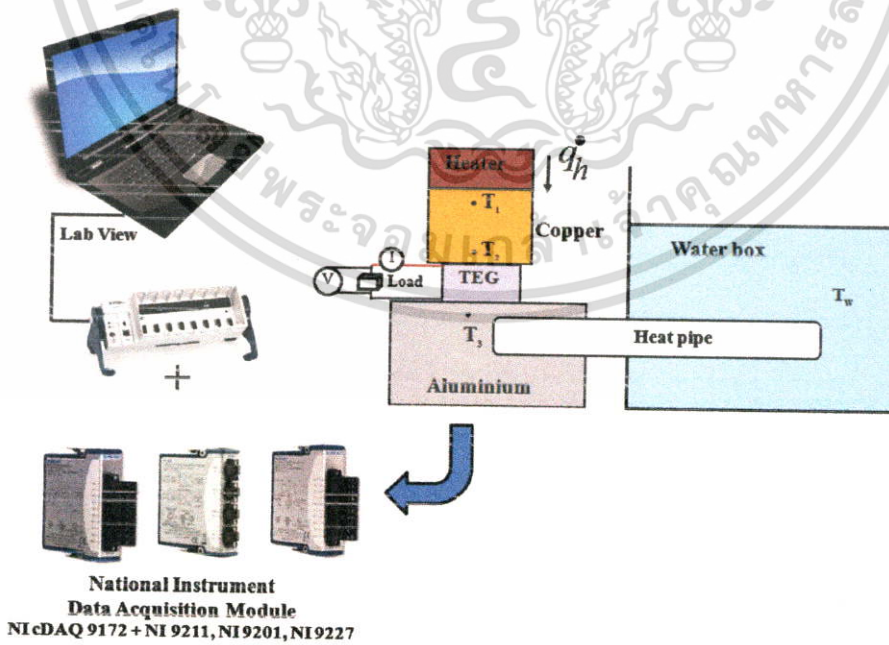 q̇h
Heater
T1
Lab View
Copper
T2
Water box
I
V
Load
TEG
Tw
T3
Heat pipe
Aluminium
National Instrument
Data Acquisition Module
NI cDAQ 9172 + NI 9211, NI 9201, NI 9227